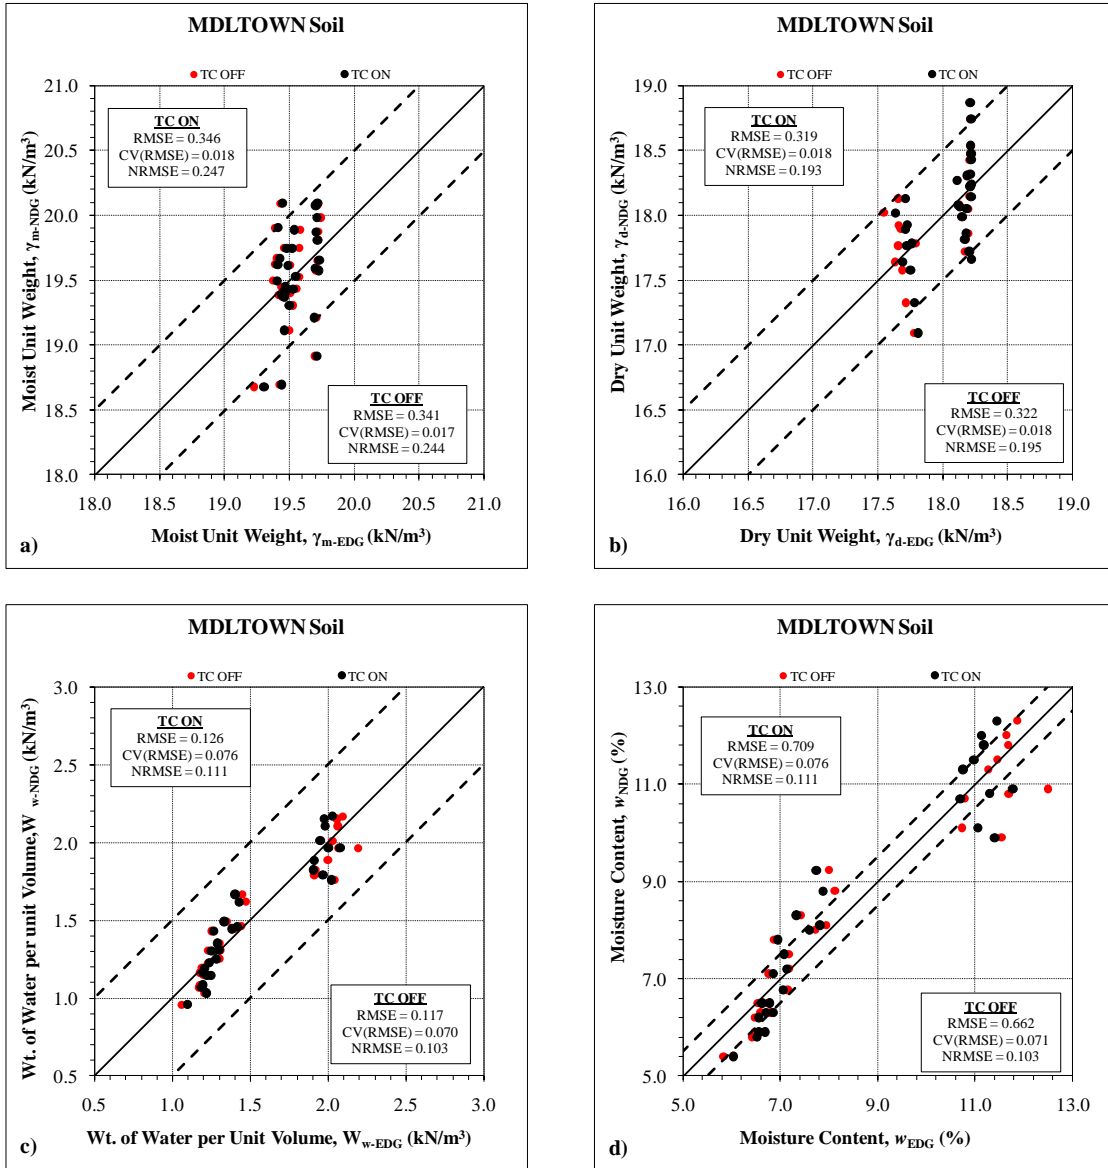 MDLTOWN Soil
TC OFF TC ON
21.0
20.5
20.0
19.5
19.0
18.5
18.0
Moist Unit Weight, γm-NDG (kN/m³)
TC ON
RMSE = 0.346
CV(RMSE) = 0.018
NRMSE = 0.247
TC OFF
RMSE = 0.341
CV(RMSE) = 0.017
NRMSE = 0.244
18.0 18.5 19.0 19.5 20.0 20.5 21.0
Moist Unit Weight, γm-EDG (kN/m³)
a)
MDLTOWN Soil
TC OFF TC ON
19.0
18.5
18.0
17.5
17.0
16.5
16.0
Dry Unit Weight, γd-NDG (kN/m³)
TC ON
RMSE = 0.319
CV(RMSE) = 0.018
NRMSE = 0.193
TC OFF
RMSE = 0.322
CV(RMSE) = 0.018
NRMSE = 0.195
16.0 16.5 17.0 17.5 18.0 18.5 19.0
Dry Unit Weight, γd-EDG (kN/m³)
b)
MDLTOWN Soil
TC OFF TC ON
3.0
2.5
2.0
1.5
1.0
0.5
Wt. of Water per unit Volume,W w-NDG (kN/m³)
TC ON
RMSE = 0.126
CV(RMSE) = 0.076
NRMSE = 0.111
TC OFF
RMSE = 0.117
CV(RMSE) = 0.070
NRMSE = 0.103
0.5 1.0 1.5 2.0 2.5 3.0
Wt. of Water per Unit Volume, Ww-EDG (kN/m³)
c)
MDLTOWN Soil
TC OFF TC ON
13.0
11.0
9.0
7.0
5.0
Moisture Content, wNDG (%)
TC ON
RMSE = 0.709
CV(RMSE) = 0.076
NRMSE = 0.111
TC OFF
RMSE = 0.662
CV(RMSE) = 0.071
NRMSE = 0.103
5.0 7.0 9.0 11.0 13.0
Moisture Content, wEDG (%)
d)